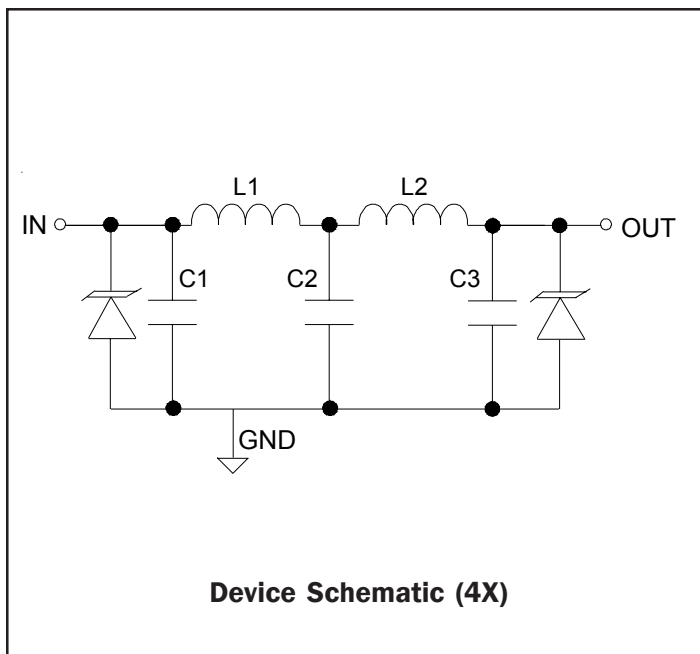 L1
L2
IN
OUT
C1
C2
C3
GND
Device Schematic (4X)